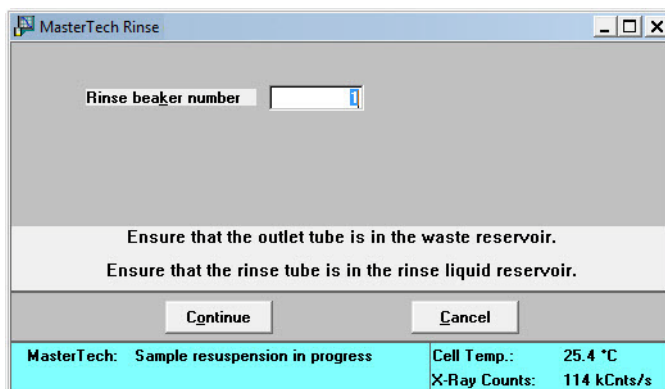 MasterTech Rinse
Rinse beaker number 1
Ensure that the outlet tube is in the waste reservoir.
Ensure that the rinse tube is in the rinse liquid reservoir.
Continue Cancel
MasterTech: Sample resuspension in progress Cell Temp.: 25.4 °C
X-Ray Counts: 114 kCnts/s